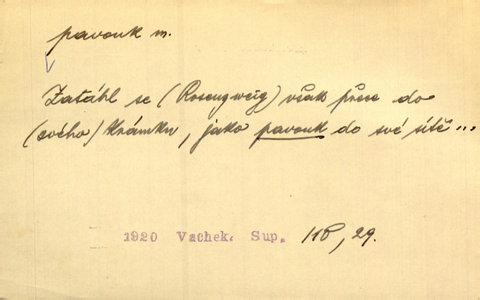 pavouk m.
Zatáhl se (Rosenzweig) však přece do
(svého) krámku, jako pavouk do své sítě ...
1920 Vachek. Sup. 118, 29.